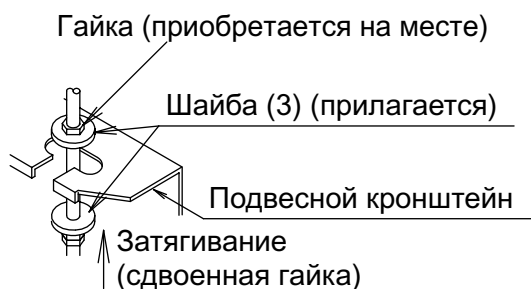 Гайка (приобретается на месте)
Шайба (3) (прилагается)
Подвесной кронштейн
Затягивание
(сдвоенная гайка)